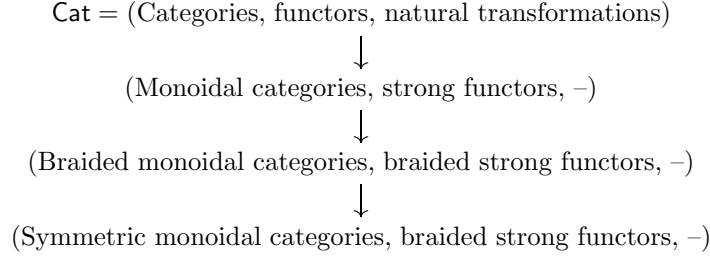 Cat = (Categories, functors, natural transformations)
(Monoidal categories, strong functors, –)
(Braided monoidal categories, braided strong functors, –)
(Symmetric monoidal categories, braided strong functors, –)